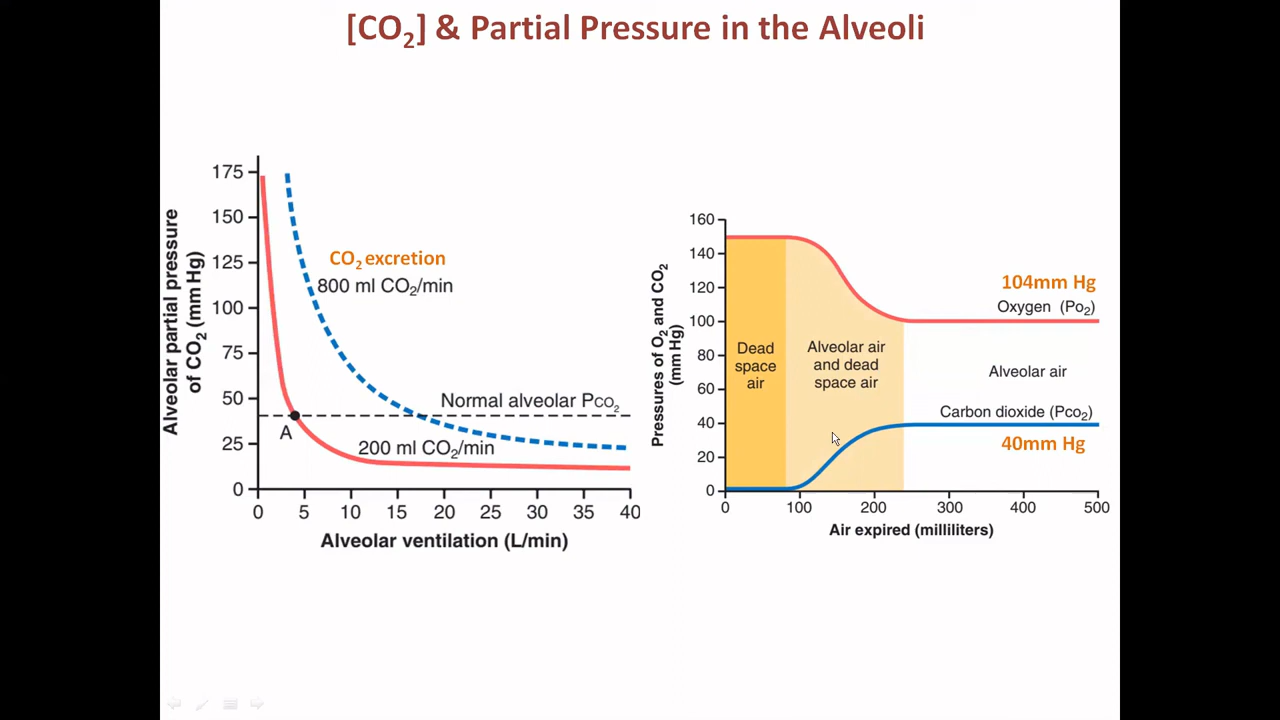 [CO₂] & Partial Pressure in the Alveoli
Alveolar partial pressure
of CO₂ (mm Hg)
175
150
125
100
75
50
25
0
CO₂ excretion
800 ml CO₂/min
Normal alveolar PCO₂
A
200 ml CO₂/min
0 5 10 15 20 25 30 35 40
Alveolar ventilation (L/min)
Pressures of O₂ and CO₂
(mm Hg)
160
140
120
100
80
60
40
20
0
Dead
space
air
Alveolar air
and dead
space air
104mm Hg
Oxygen (Po₂)
Alveolar air
Carbon dioxide (Pco₂)
40mm Hg
0 100 200 300 400 500
Air expired (milliliters)